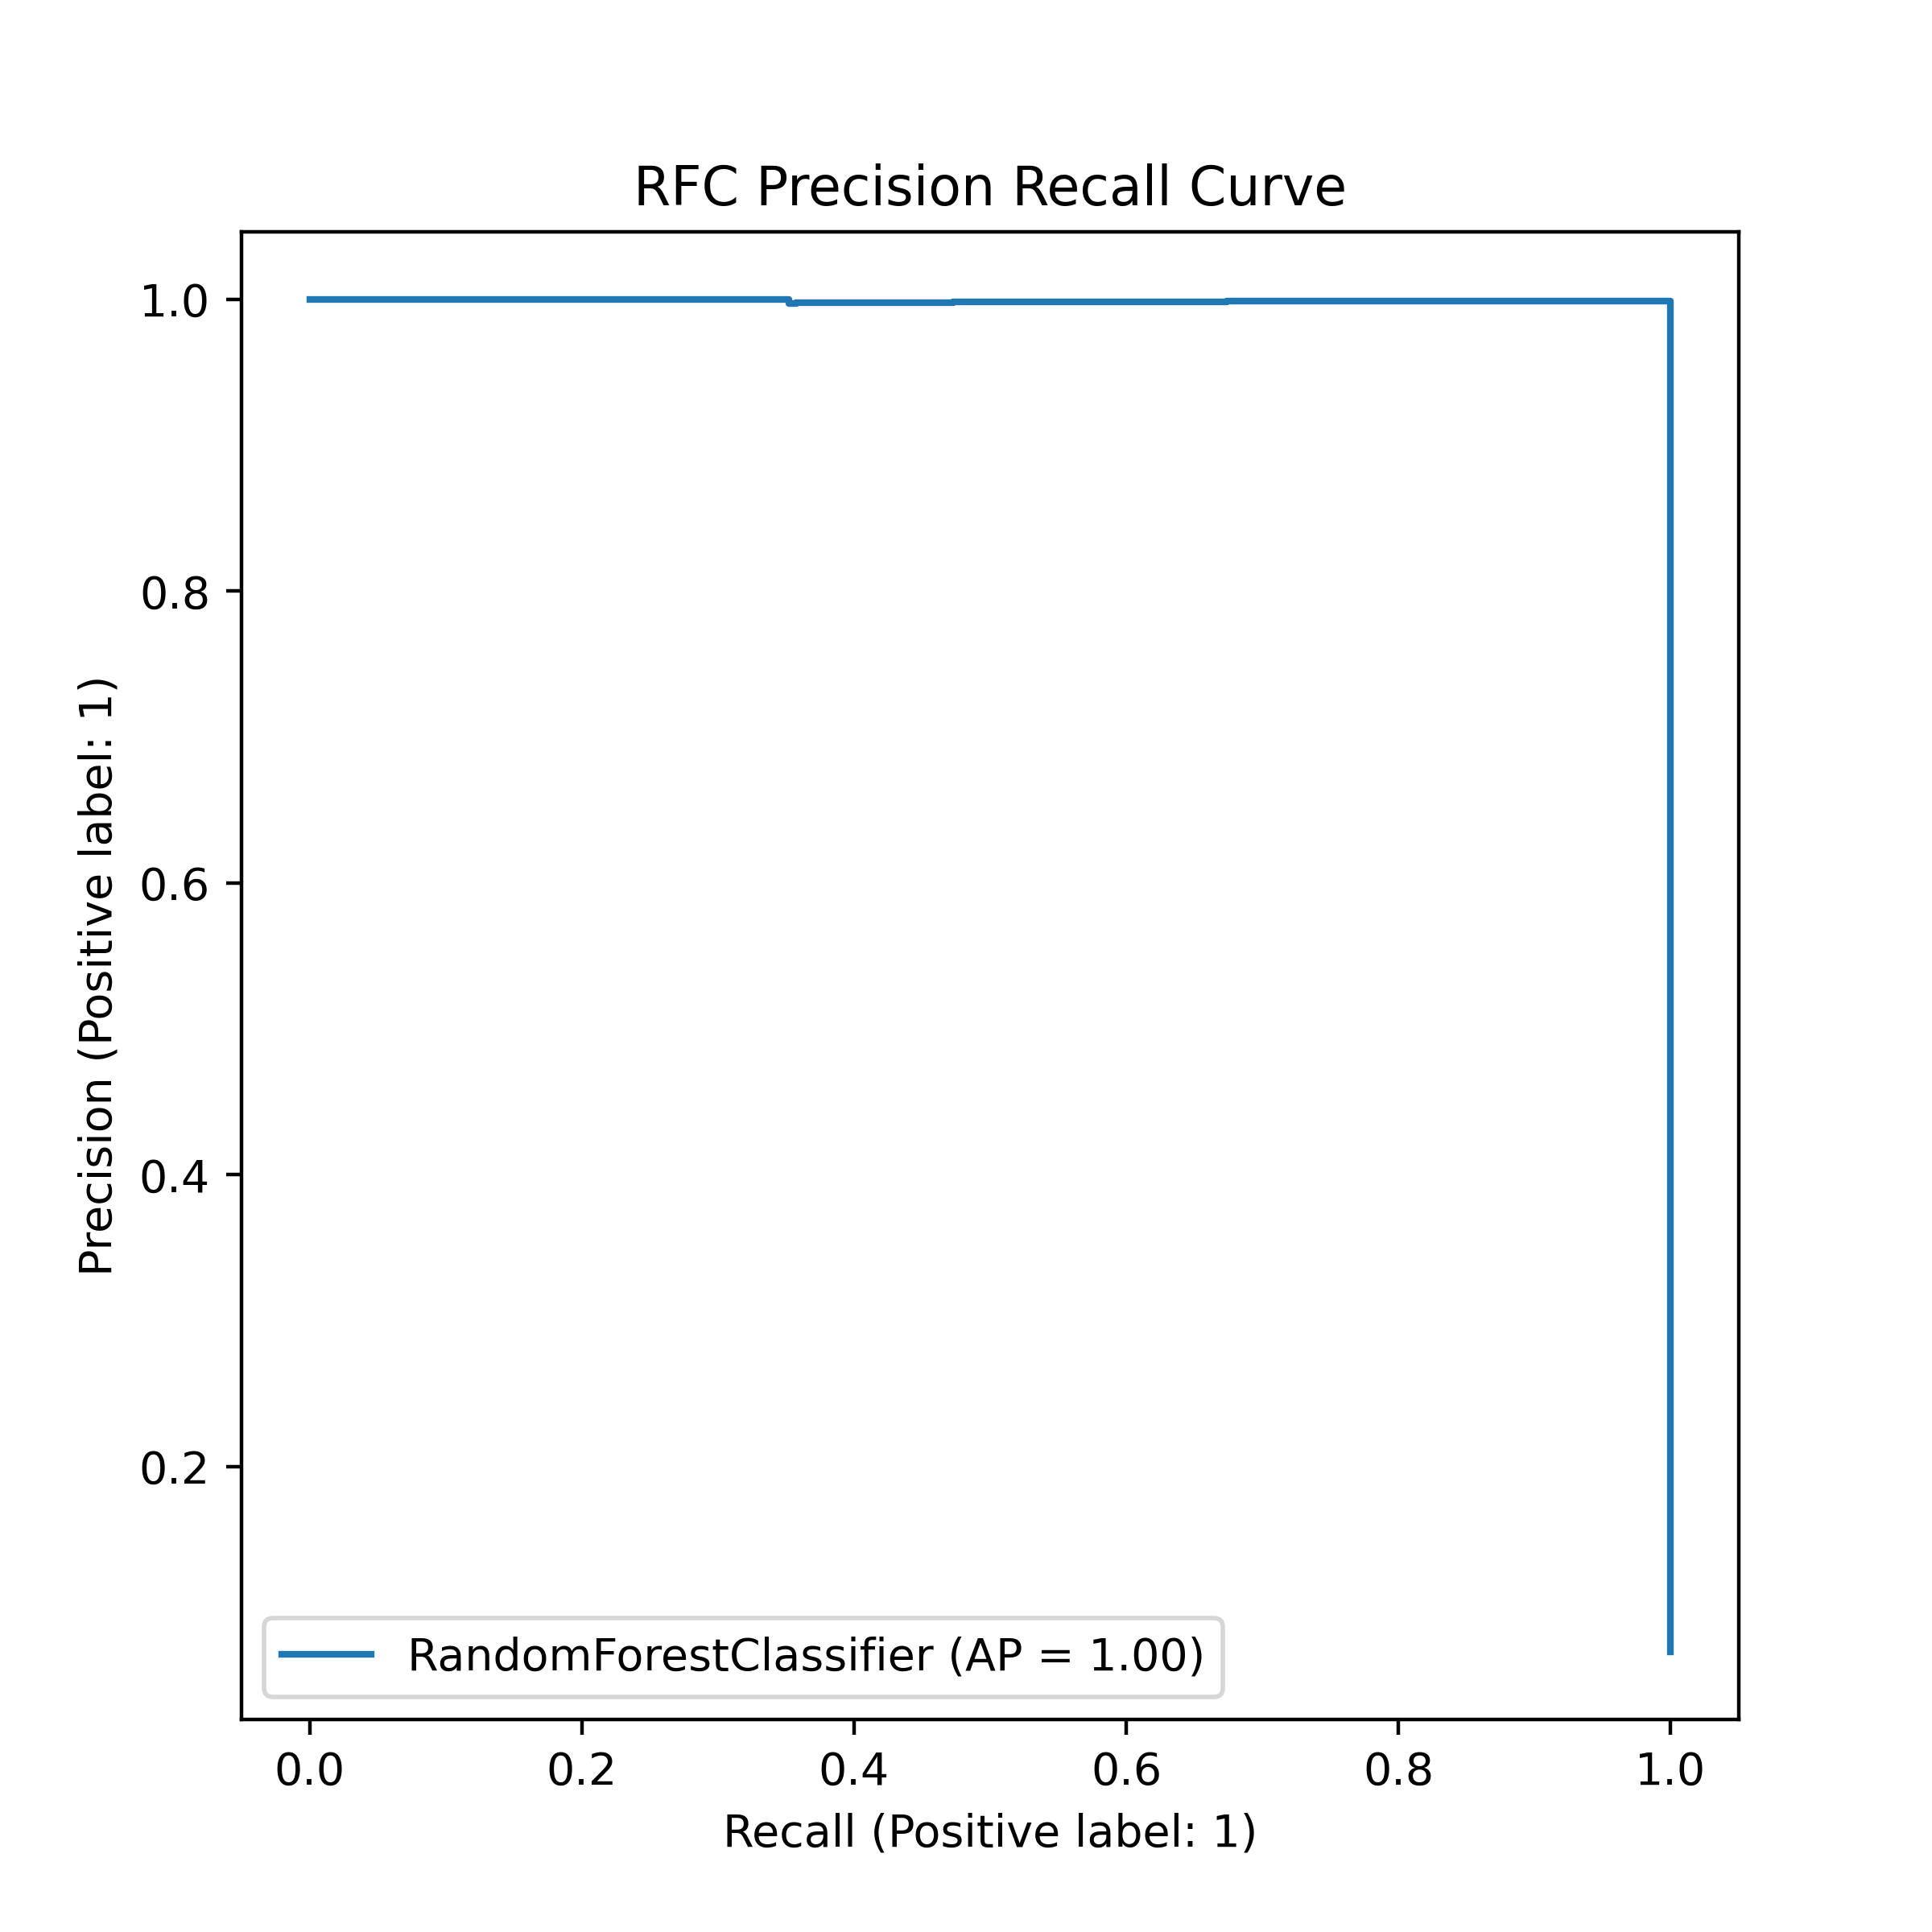 RFC Precision Recall Curve
1.0
0.8
0.6
0.4
0.2
Precision (Positive label: 1)
RandomForestClassifier (AP = 1.00)
0.0 0.2 0.4 0.6 0.8 1.0
Recall (Positive label: 1)